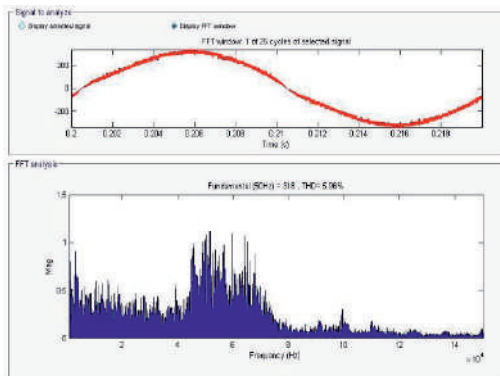 Signal to analyze
Display selected signal Display FFT window
FFT window: 1 of 25 cycles of selected signal
200
0
-200
0.2 0.202 0.204 0.206 0.208 0.21 0.212 0.214 0.216 0.218
Time (s)
FFT analysis
Fundamental (50Hz) = 318 , THD= 5.06%
1.5
1
0.5
0
Mag
2 4 6 8 10 12 14
Frequency (Hz)
× 10⁴